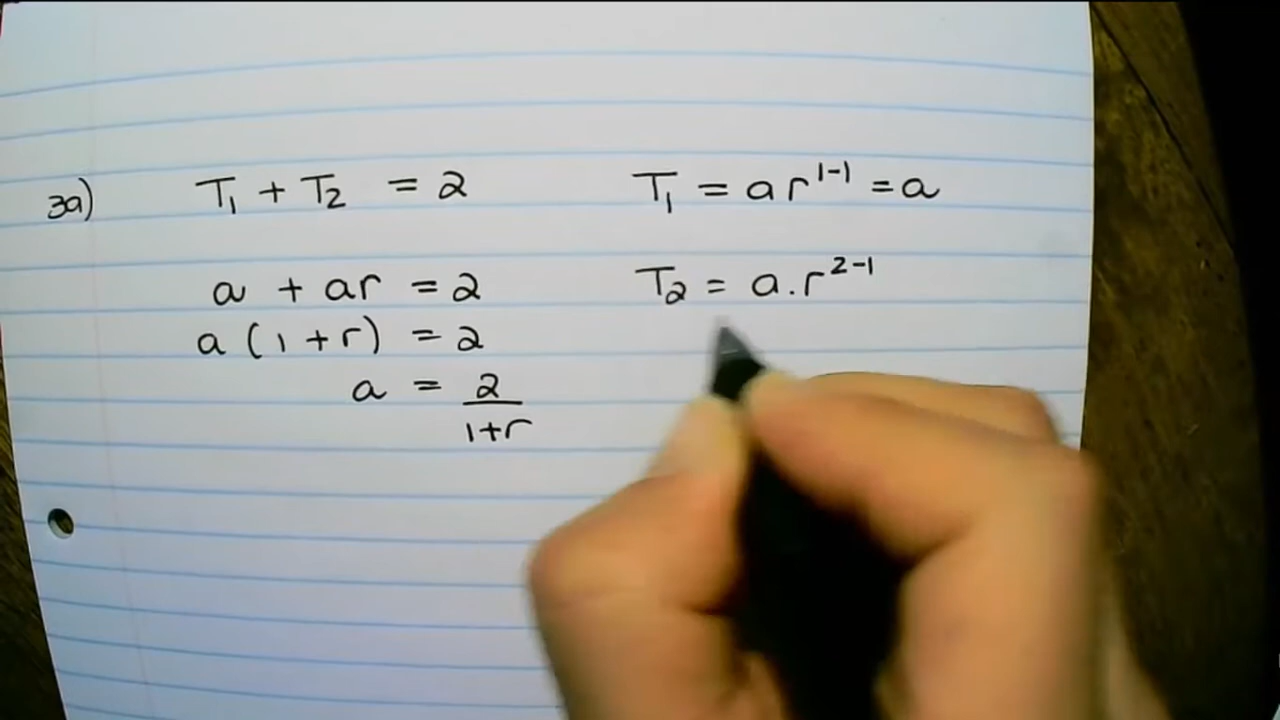 3a) T₁ + T₂ = 2
a + ar = 2
a (1 + r) = 2
a = 2/(1+r)
T₁ = ar¹⁻¹ = a
T₂ = a.r²⁻¹